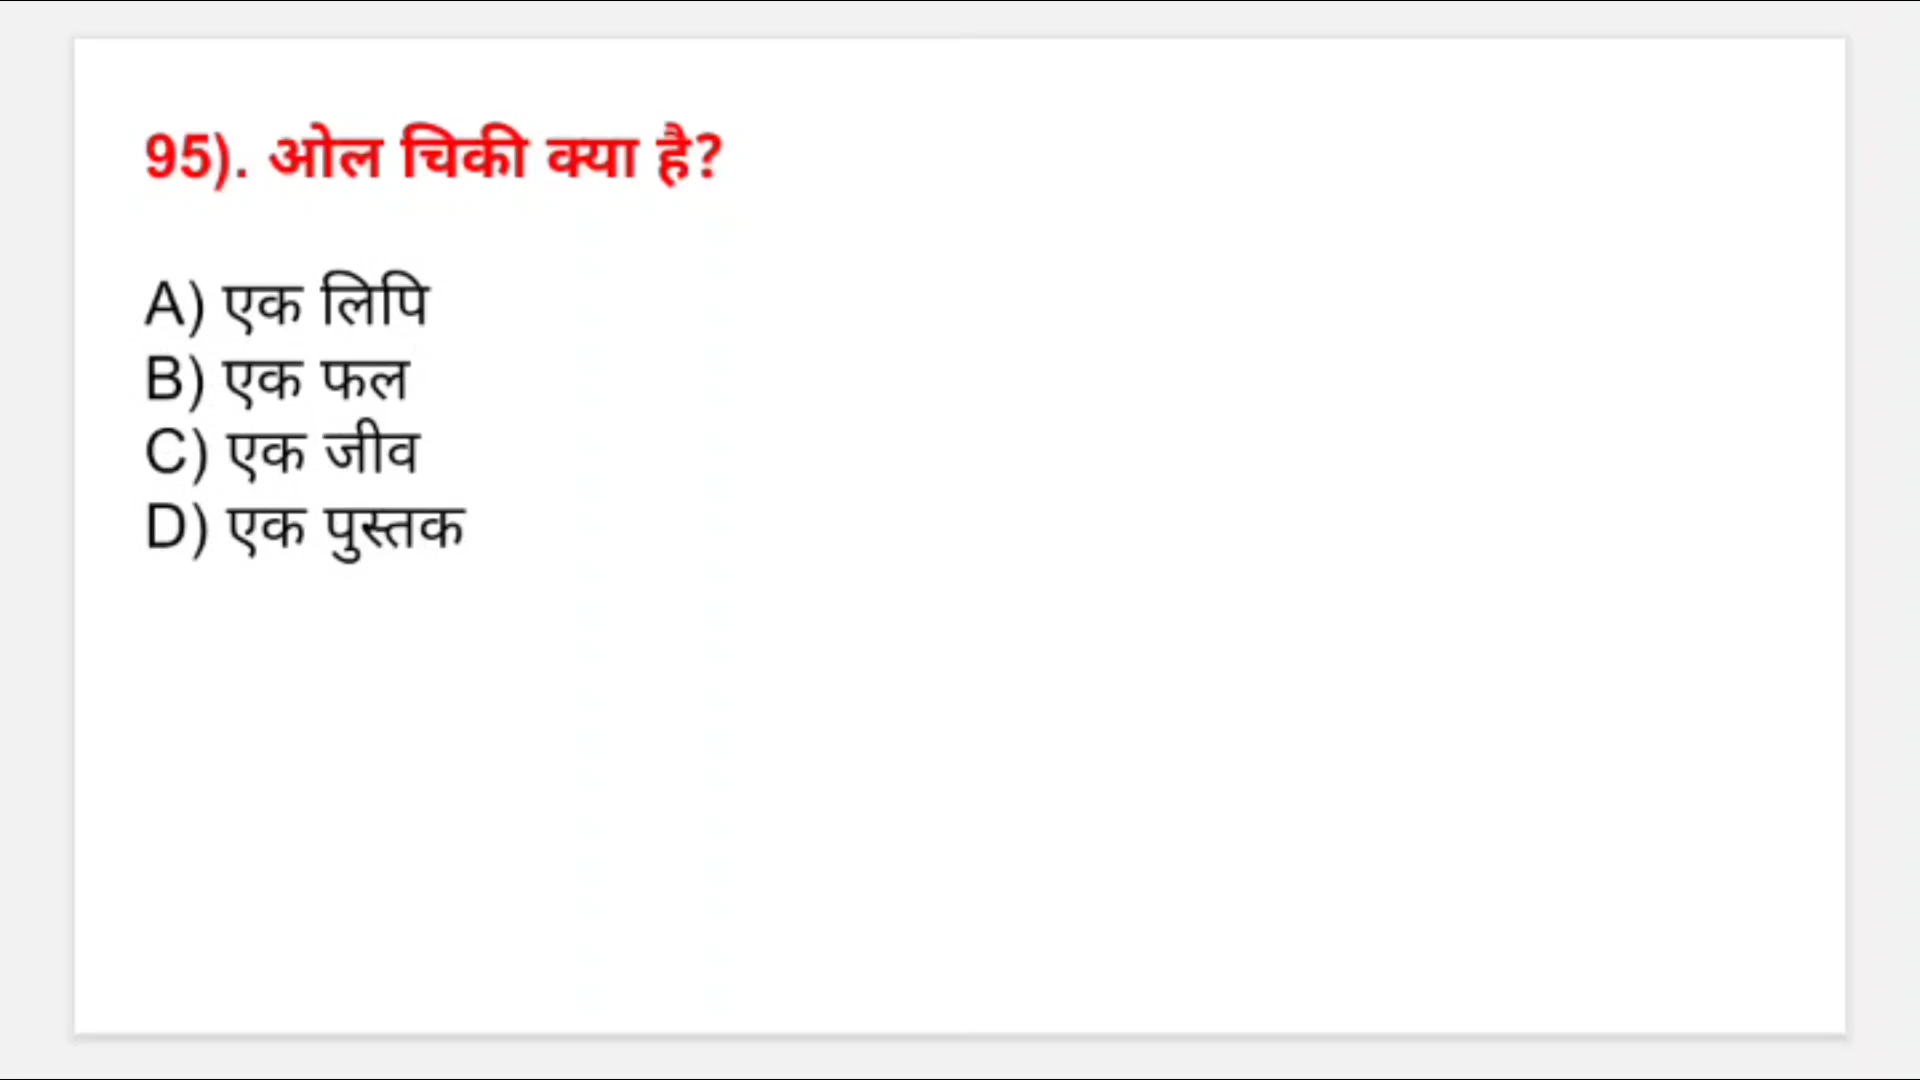 95). ओल चिकी क्या है?
A) एक लिपि
B) एक फल
C) एक जीव
D) एक पुस्तक